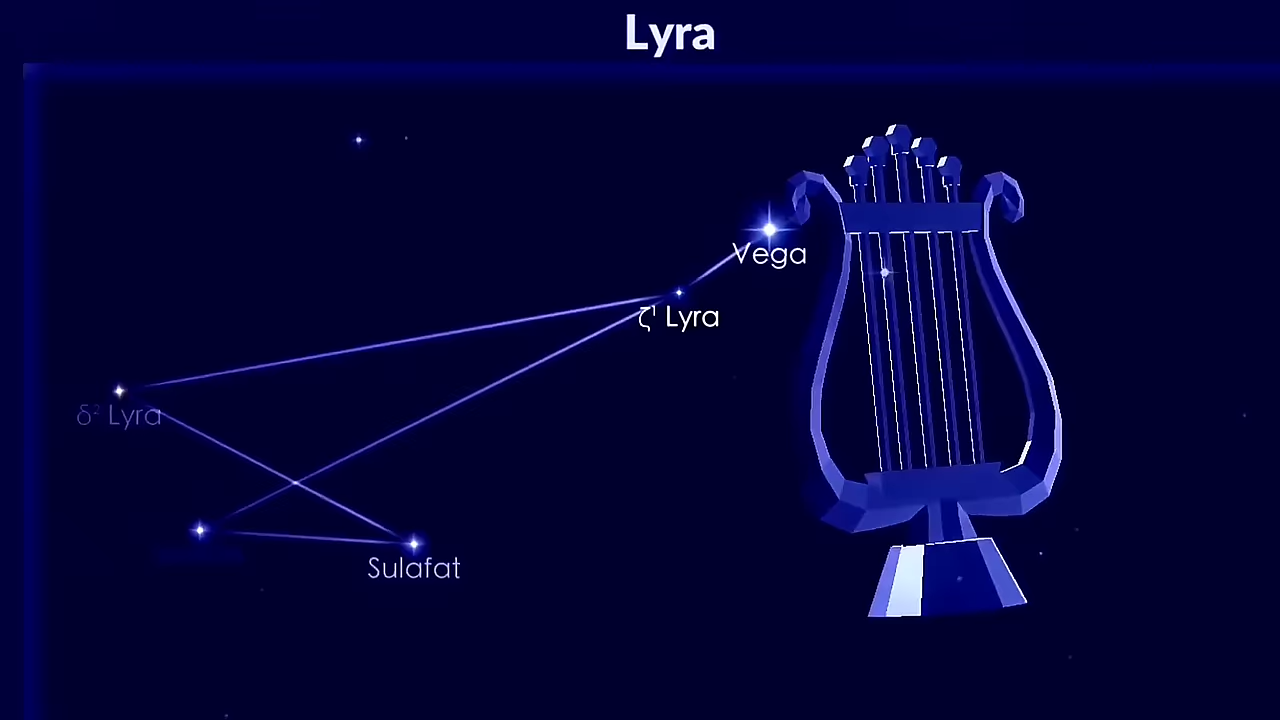 Lyra
Vega
ζ¹ Lyra
δ² Lyra
Sulafat